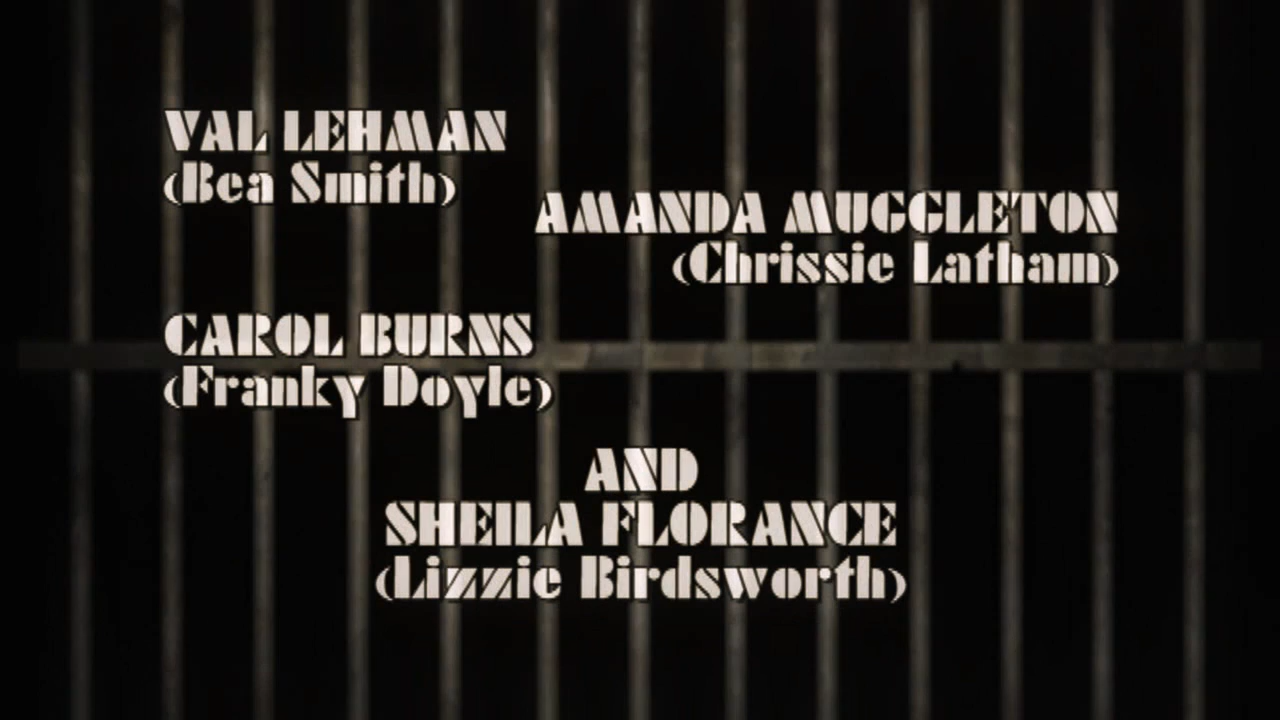 VAL LEHMAN
(Bea Smith)
AMANDA MUGGLETON
(Chrissie Latham)
CAROL BURNS
(Franky Doyle)
AND
SHEILA FLORANCE
(Lizzie Birdsworth)